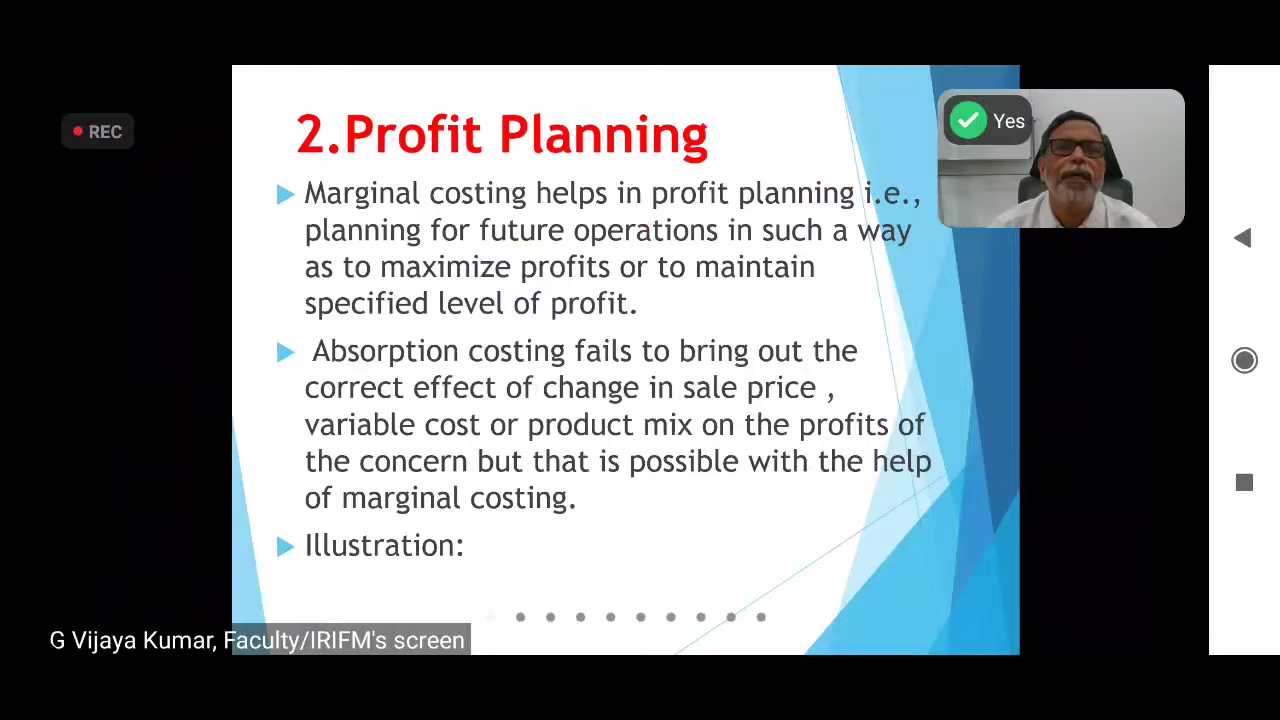 REC
Yes
2.Profit Planning
Marginal costing helps in profit planning i.e.,
planning for future operations in such a way
as to maximize profits or to maintain
specified level of profit.
Absorption costing fails to bring out the
correct effect of change in sale price ,
variable cost or product mix on the profits of
the concern but that is possible with the help
of marginal costing.
Illustration:
G Vijaya Kumar, Faculty/IRIFM's screen